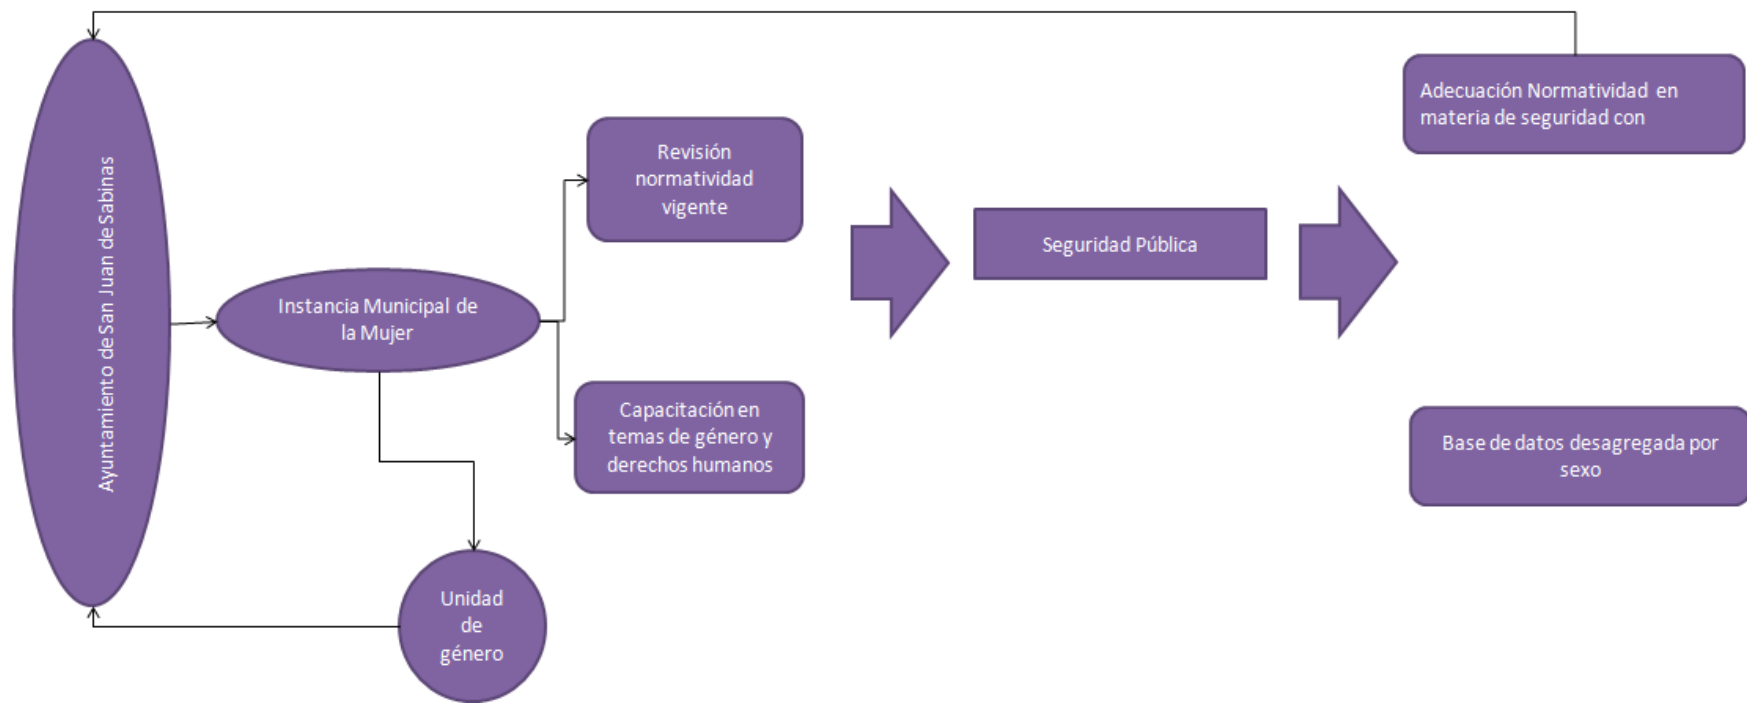 Ayuntamiento de San Juan de Sabinas
Instancia Municipal de
la Mujer
Unidad
de
género
Revisión
normatividad
vigente
Capacitación en
temas de género y
derechos humanos
Seguridad Pública
Adecuación Normatividad en
materia de seguridad con
Base de datos desagregada por
sexo